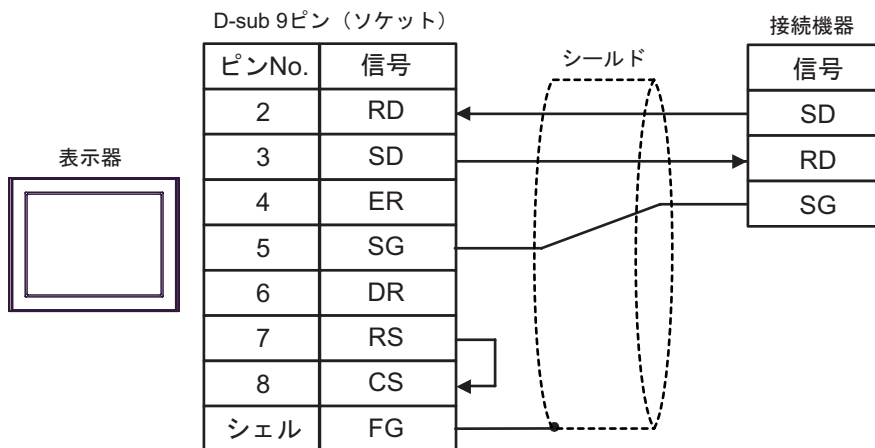 D-sub 9ピン（ソケット）
接続機器
シールド
表示器
ピンNo. 信号
2 RD
3 SD
4 ER
5 SG
6 DR
7 RS
8 CS
シェル FG
信号
SD
RD
SG